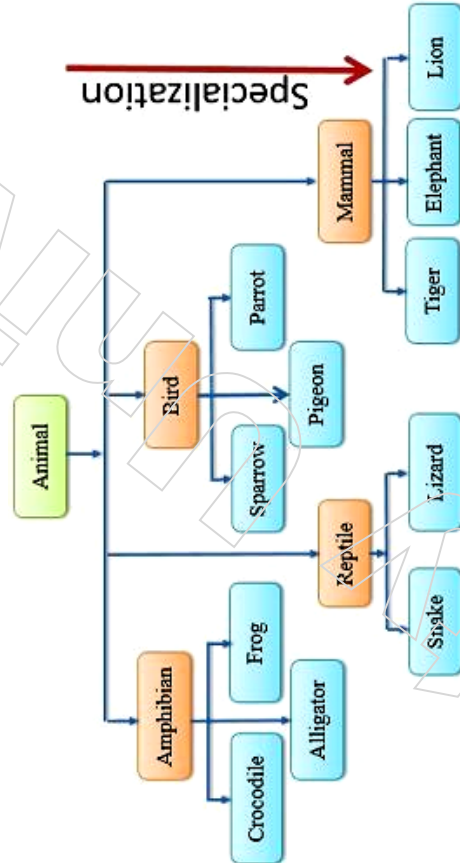 Animal
Amphibian
Bird
Reptile
Mammal
Crocodile
Frog
Alligator
Sparrow
Parrot
Pigeon
Snake
Lizard
Tiger
Elephant
Lion
Specialization